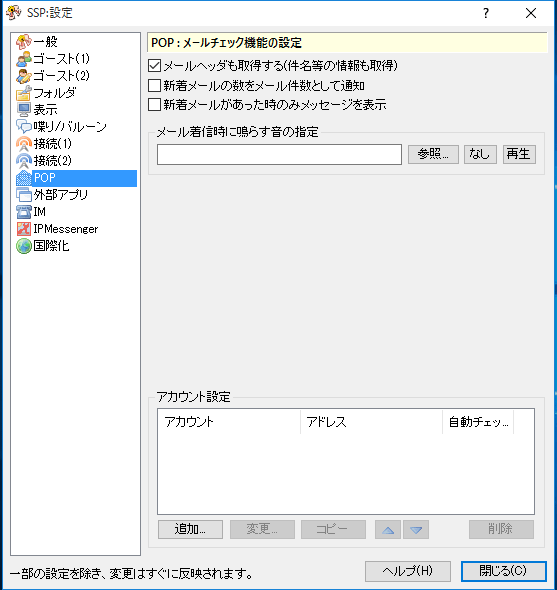 SSP:設定
一般
ゴースト(1)
ゴースト(2)
フォルダ
表示
喋り/バルーン
接続(1)
接続(2)
POP
外部アプリ
IM
IPMessenger
国際化
POP : メールチェック機能の設定
メールヘッダも取得する(件名等の情報も取得)
新着メールの数をメール件数として通知
新着メールがあった時のみメッセージを表示
メール着信時に鳴らす音の指定
参照... なし 再生
アカウント設定
アカウント アドレス 自動チェッ...
追加... 変更... コピー 削除
一部の設定を除き、変更はすぐに反映されます。 ヘルプ(H) 閉じる(C)